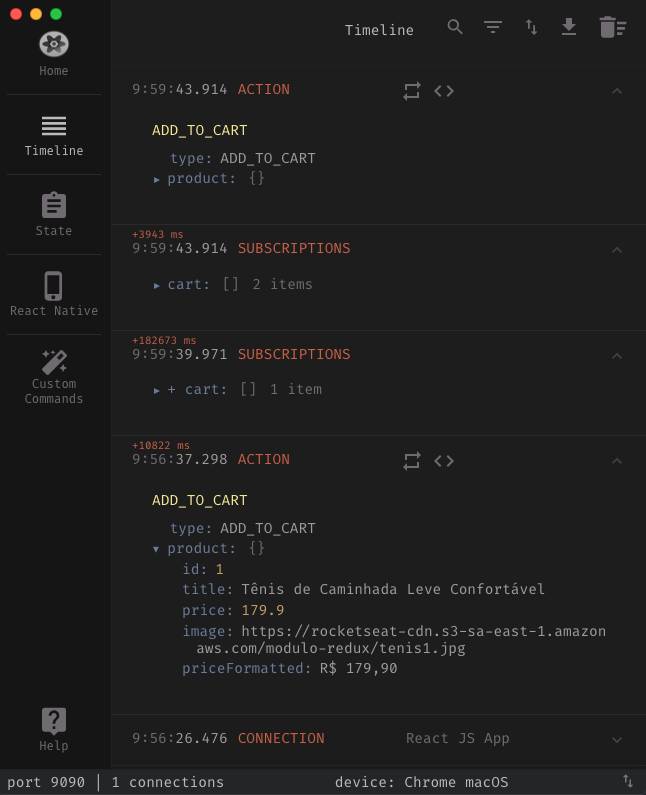 Timeline
Home
Timeline
State
React Native
Custom
Commands
Help
9:59:43.914 ACTION
ADD_TO_CART
type: ADD_TO_CART
▸ product: {}
+3943 ms
9:59:43.914 SUBSCRIPTIONS
▸ cart: [] 2 items
+182673 ms
9:59:39.971 SUBSCRIPTIONS
▸ + cart: [] 1 item
+10822 ms
9:56:37.298 ACTION
ADD_TO_CART
type: ADD_TO_CART
▾ product: {}
id: 1
title: Tênis de Caminhada Leve Confortável
price: 179.9
image: https://rocketseat-cdn.s3-sa-east-1.amazon
aws.com/modulo-redux/tenis1.jpg
priceFormatted: R$ 179,90
9:56:26.476 CONNECTION React JS App
port 9090 | 1 connections device: Chrome macOS